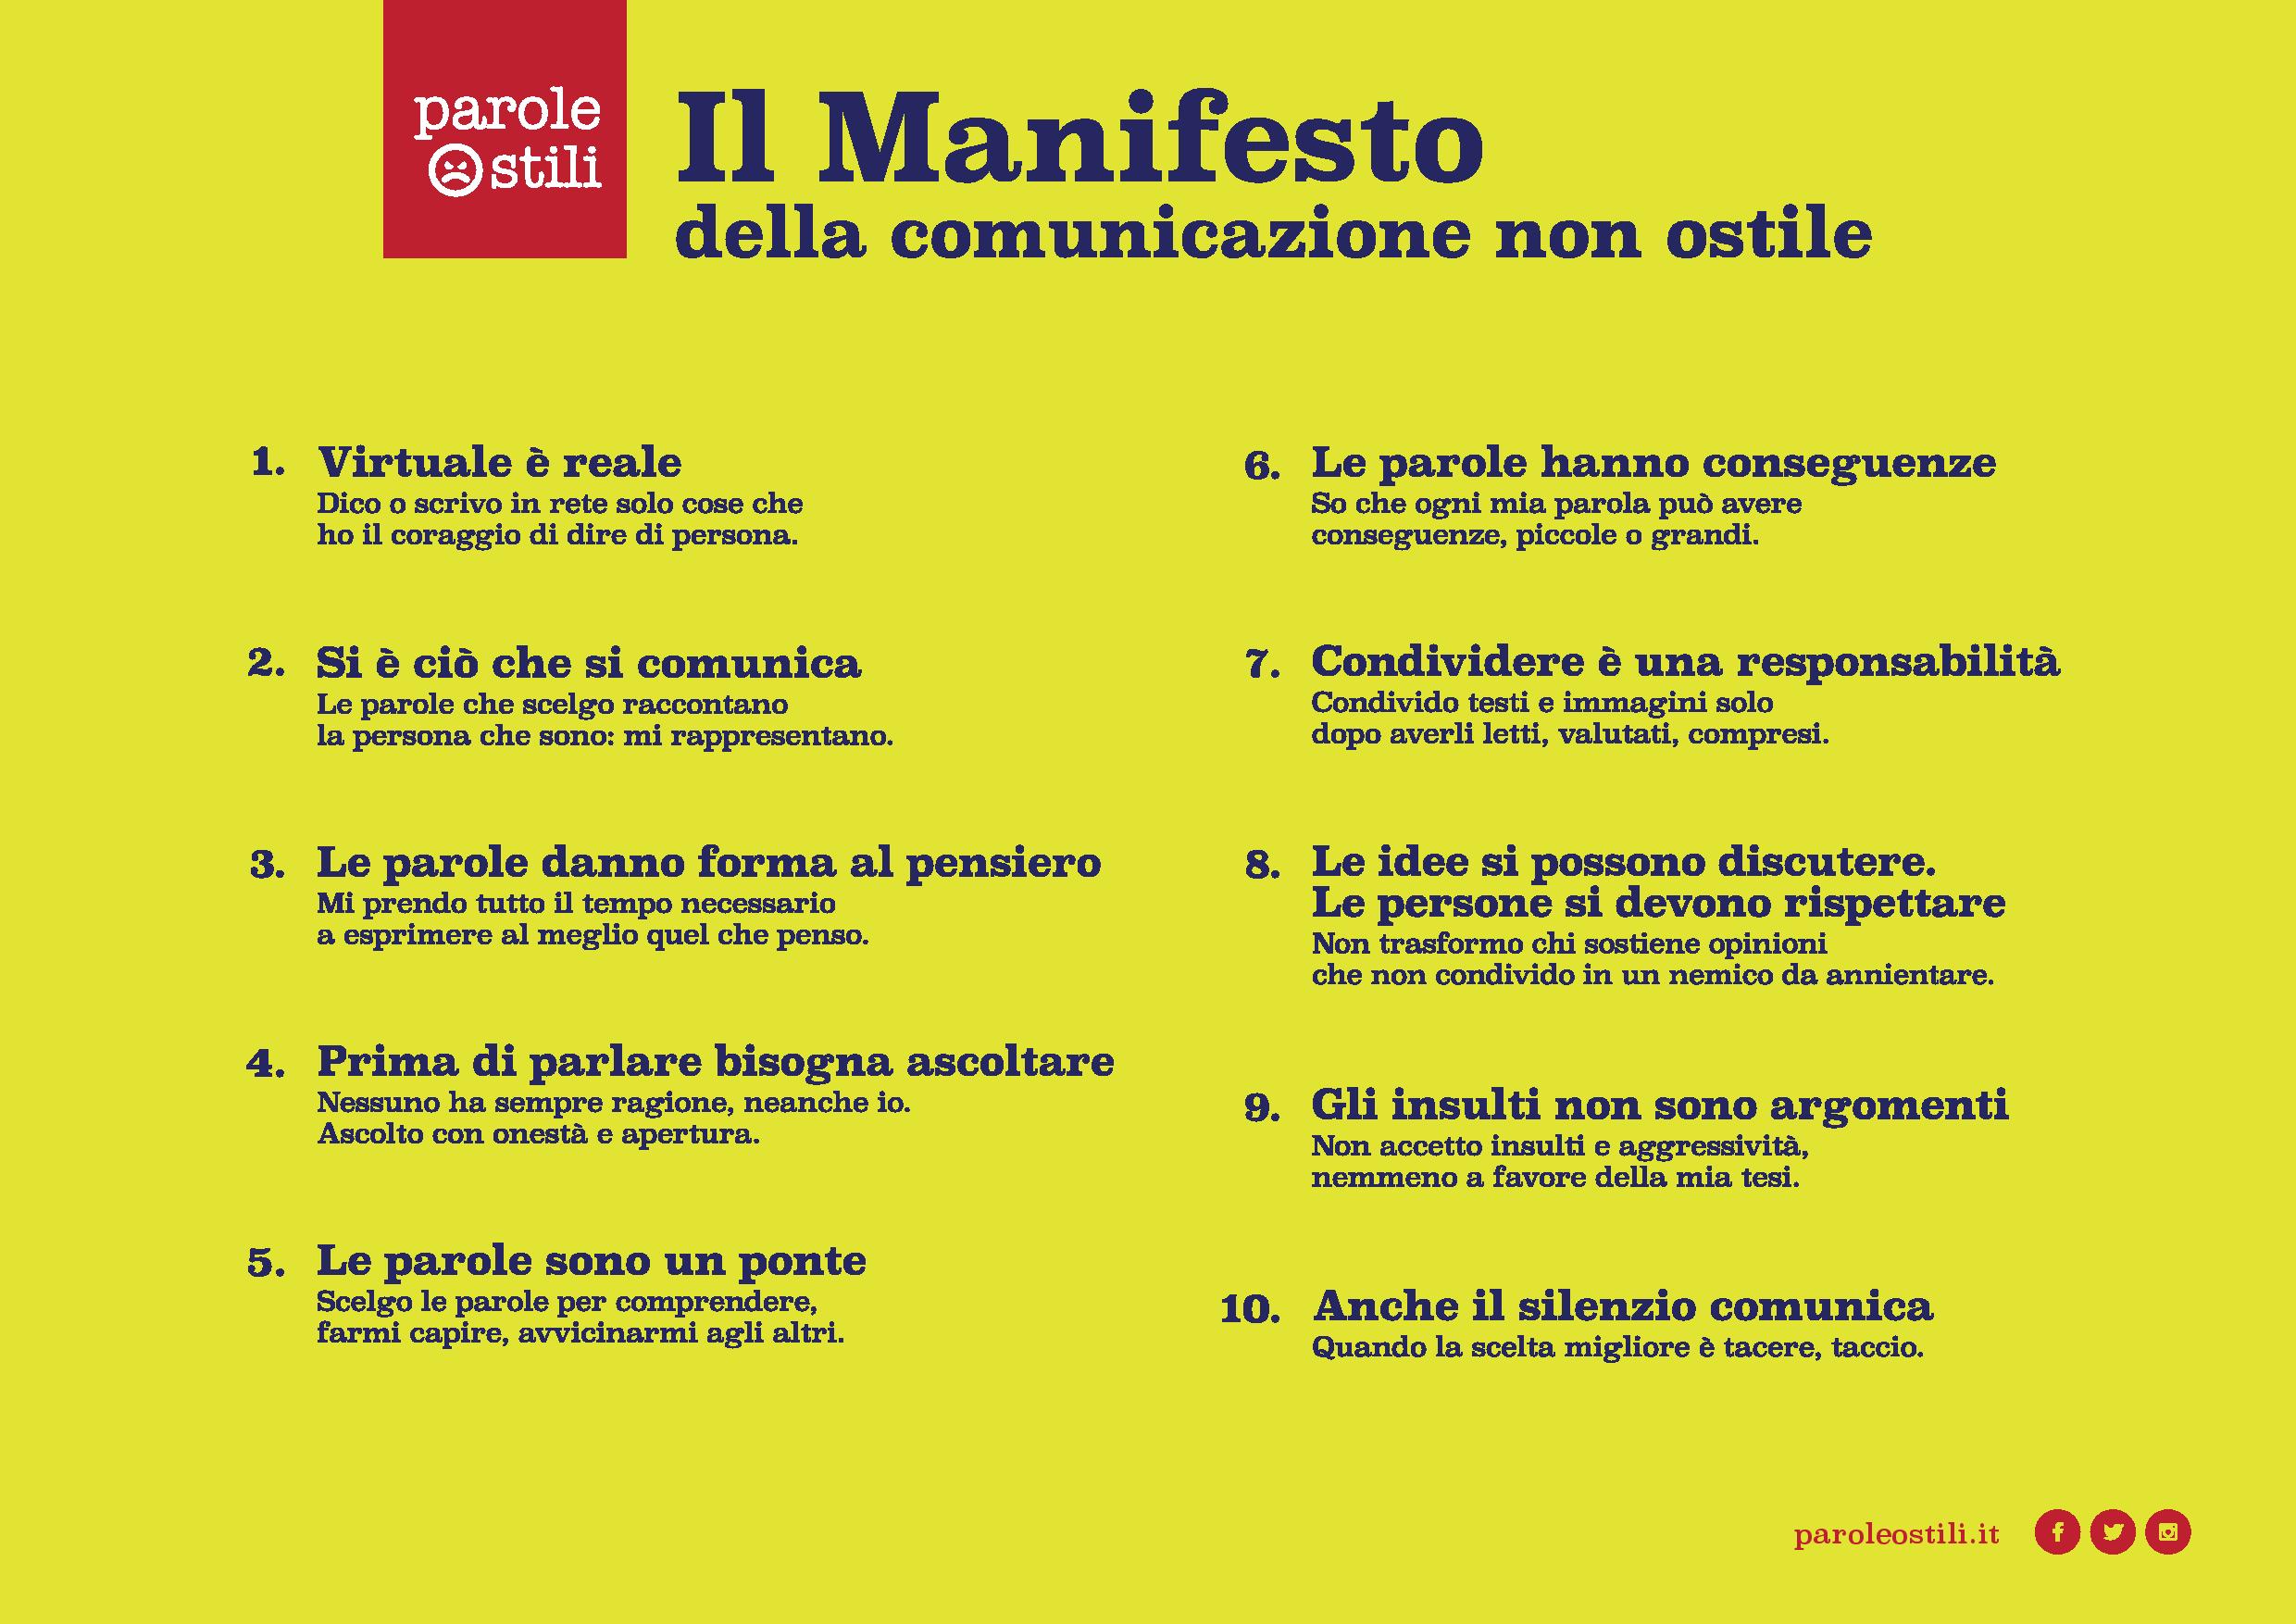 parole
ostili
Il Manifesto
della comunicazione non ostile
1. Virtuale è reale
Dico o scrivo in rete solo cose che
ho il coraggio di dire di persona.
2. Si è ciò che si comunica
Le parole che scelgo raccontano
la persona che sono: mi rappresentano.
3. Le parole danno forma al pensiero
Mi prendo tutto il tempo necessario
a esprimere al meglio quel che penso.
4. Prima di parlare bisogna ascoltare
Nessuno ha sempre ragione, neanche io.
Ascolto con onestà e apertura.
5. Le parole sono un ponte
Scelgo le parole per comprendere,
farmi capire, avvicinarmi agli altri.
6. Le parole hanno conseguenze
So che ogni mia parola può avere
conseguenze, piccole o grandi.
7. Condividere è una responsabilità
Condivido testi e immagini solo
dopo averli letti, valutati, compresi.
8. Le idee si possono discutere.
Le persone si devono rispettare
Non trasformo chi sostiene opinioni
che non condivido in un nemico da annientare.
9. Gli insulti non sono argomenti
Non accetto insulti e aggressività,
nemmeno a favore della mia tesi.
10. Anche il silenzio comunica
Quando la scelta migliore è tacere, taccio.
paroleostili.it